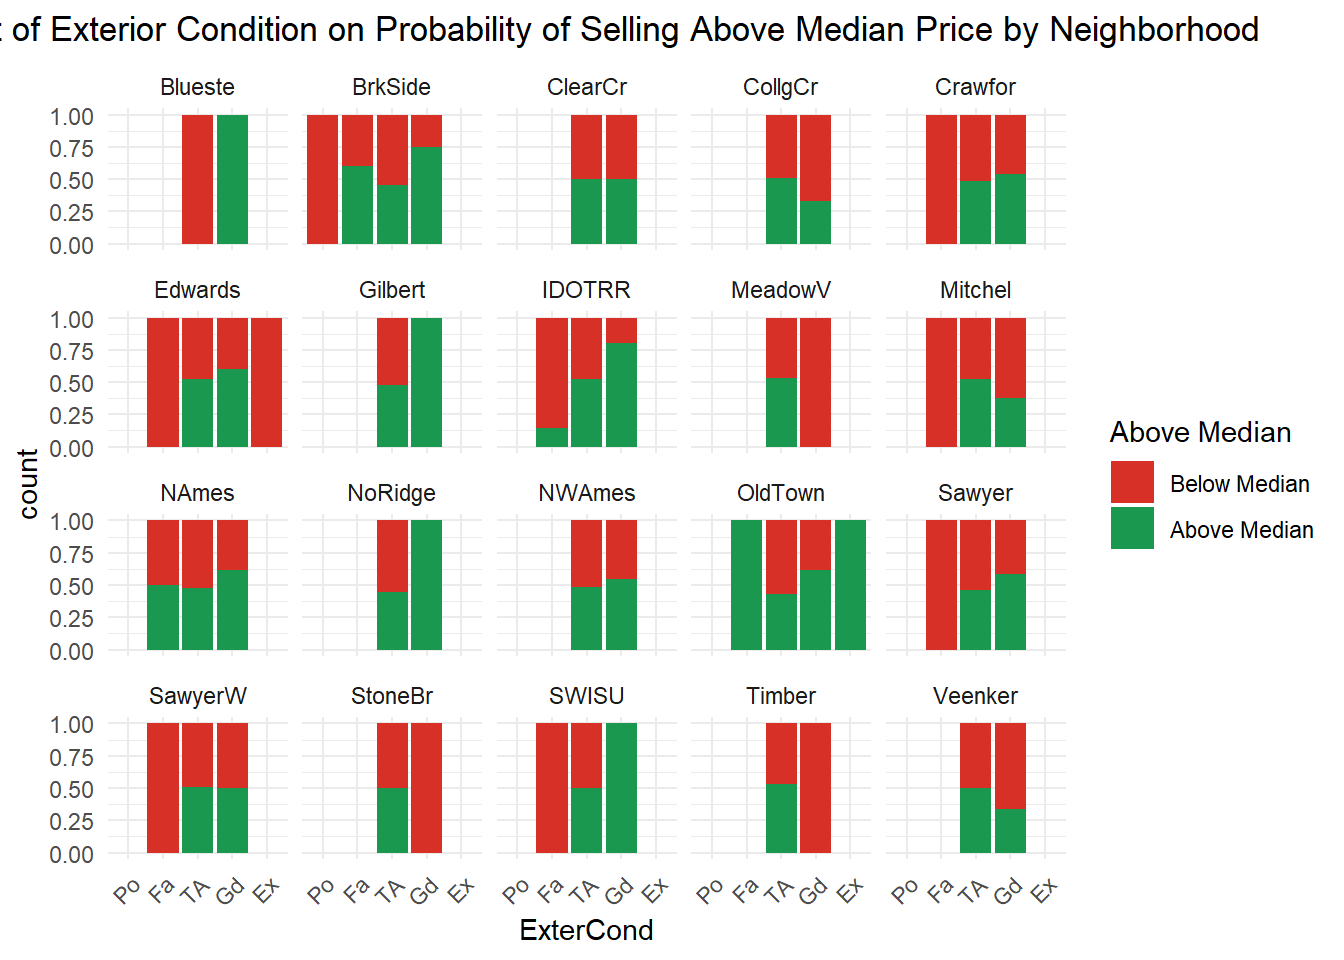 of Exterior Condition on Probability of Selling Above Median Price by Neighborhood
Blueste BrkSide ClearCr CollgCr Crawfor
1.00
0.75
0.50
0.25
0.00
Edwards Gilbert IDOTRR MeadowV Mitchel
1.00
0.75
0.50
0.25
0.00
NAmes NoRidge NWAmes OldTown Sawyer
1.00
0.75
0.50
0.25
0.00
SawyerW StoneBr SWISU Timber Veenker
1.00
0.75
0.50
0.25
0.00
Po Fa TA Gd Ex Po Fa TA Gd Ex Po Fa TA Gd Ex Po Fa TA Gd Ex Po Fa TA Gd Ex
ExterCond
count
Above Median
Below Median
Above Median